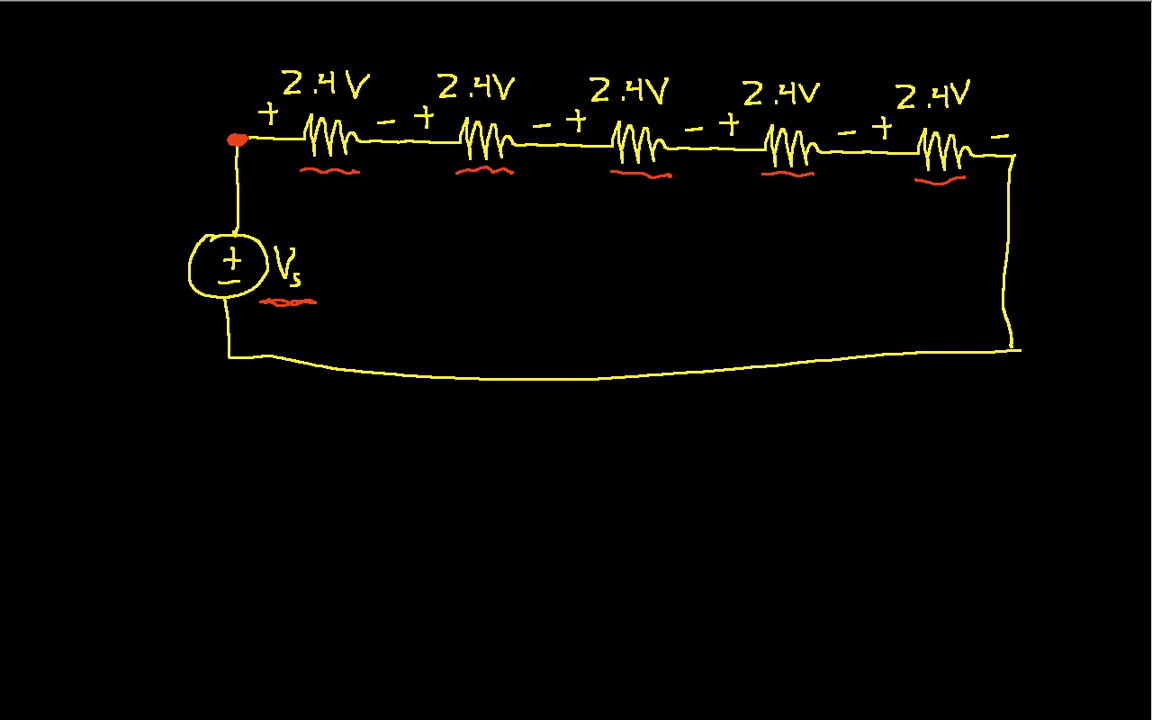 2.4V 2.4V 2.4V 2.4V 2.4V
+ - + - + - + - + -
+
-
Vs